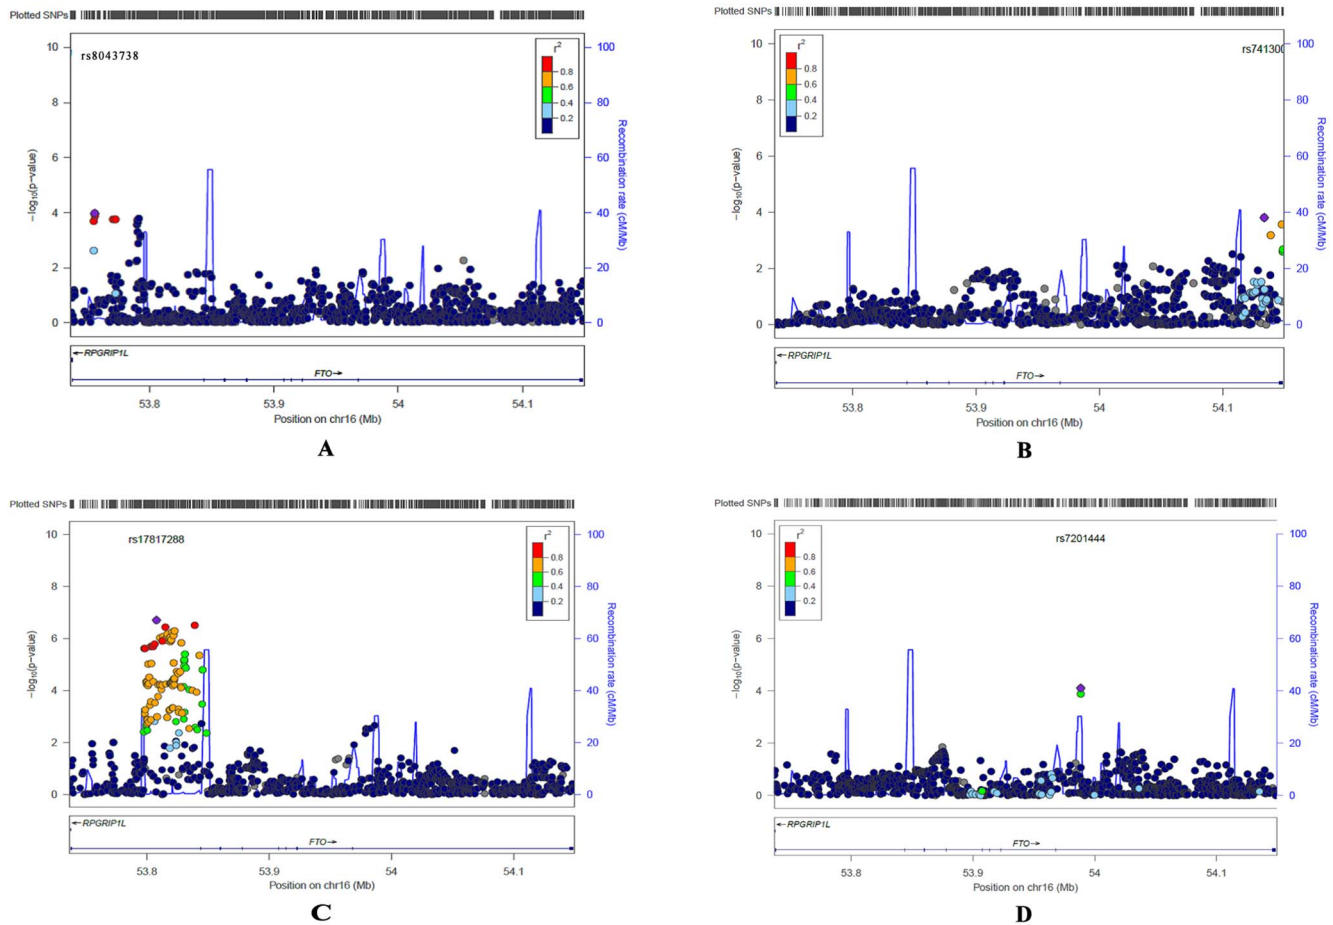 Plotted SNPs
rs8043738
r²
0.8
0.6
0.4
0.2
10
8
6
4
2
0
−log10(p−value)
100
80
60
40
20
0
Recombination rate (cM/Mb)
←RPGRIP1L
FTO→
53.8 53.9 54 54.1
Position on chr16 (Mb)
A
Plotted SNPs
rs741300
r²
0.8
0.6
0.4
0.2
10
8
6
4
2
0
−log10(p−value)
100
80
60
40
20
0
Recombination rate (cM/Mb)
←RPGRIP1L
FTO→
53.8 53.9 54 54.1
Position on chr16 (Mb)
B
Plotted SNPs
rs17817288
r²
0.8
0.6
0.4
0.2
10
8
6
4
2
0
−log10(p−value)
100
80
60
40
20
0
Recombination rate (cM/Mb)
←RPGRIP1L
FTO→
53.8 53.9 54 54.1
Position on chr16 (Mb)
C
Plotted SNPs
rs7201444
r²
0.8
0.6
0.4
0.2
10
8
6
4
2
0
−log10(p−value)
100
80
60
40
20
0
Recombination rate (cM/Mb)
←RPGRIP1L
FTO→
53.8 53.9 54 54.1
Position on chr16 (Mb)
D